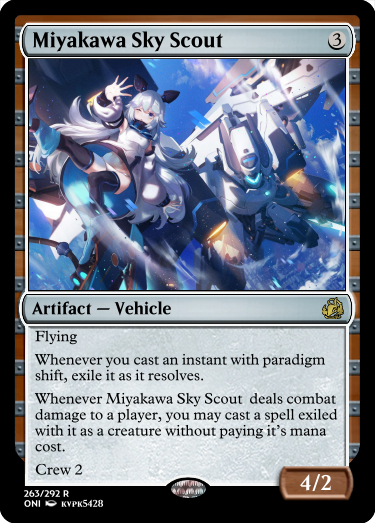 Miyakawa Sky Scout 3
Artifact — Vehicle
Flying
Whenever you cast an instant with paradigm
shift, exile it as it resolves.
Whenever Miyakawa Sky Scout  deals combat
damage to a player, you may cast a spell exiled
with it as a creature without paying it's mana
cost.
Crew 2
4/2
263/292 R
ONI KYPK5428